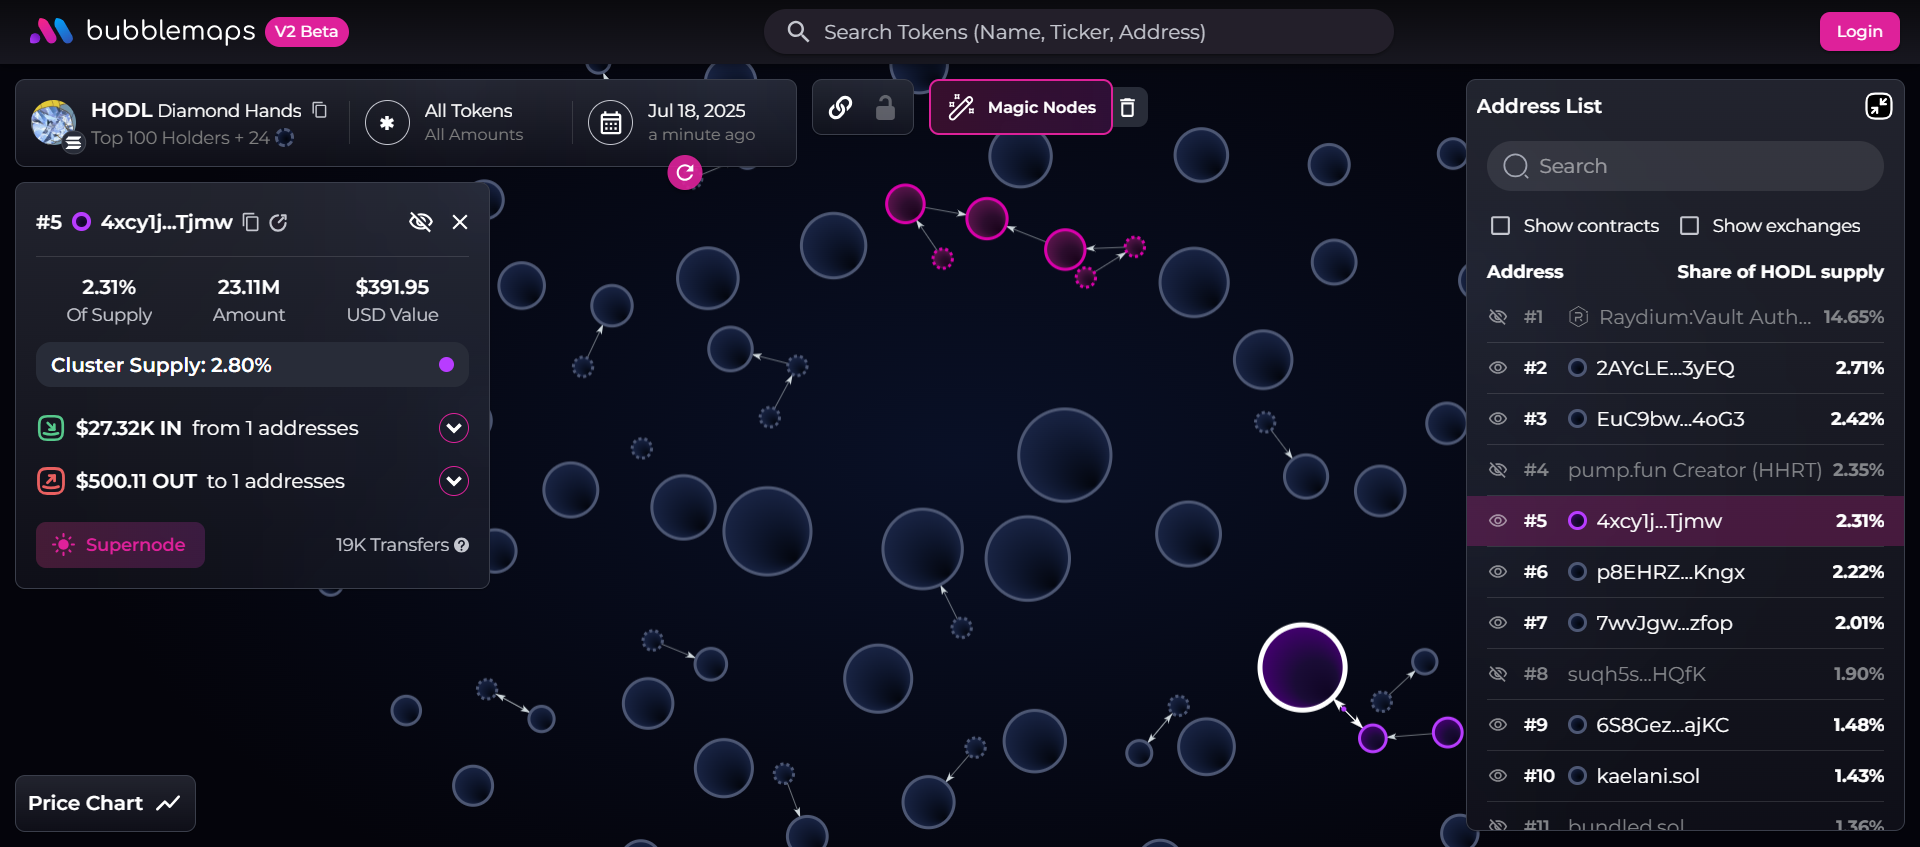 bubblemaps V2 Beta
Search Tokens (Name, Ticker, Address)
Login
HODL Diamond Hands
Top 100 Holders + 24
All Tokens
All Amounts
Jul 18, 2025
a minute ago
Magic Nodes
#5 4xcy1j...Tjmw
2.31%
Of Supply
23.11M
Amount
$391.95
USD Value
Cluster Supply: 2.80%
$27.32K IN from 1 addresses
$500.11 OUT to 1 addresses
Supernode
19K Transfers
Price Chart
Address List
Search
Show contracts
Show exchanges
Address Share of HODL supply
#1 Raydium:Vault Auth... 14.65%
#2 2AYcLE...3yEQ 2.71%
#3 EuC9bw...4oG3 2.42%
#4 pump.fun Creator (HHRT) 2.35%
#5 4xcy1j...Tjmw 2.31%
#6 p8EHRZ...Kngx 2.22%
#7 7wvJgw...zfop 2.01%
#8 suqh5s...HQfK 1.90%
#9 6S8Gez...ajKC 1.48%
#10 kaelani.sol 1.43%
#11 bundled.sol 1.36%